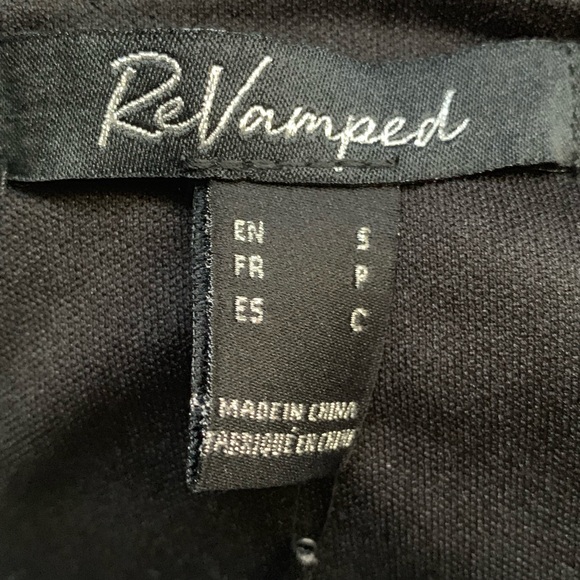 ReVamped
EN S
FR P
ES C
MADE IN CHINA
FABRIQUÉ EN CHINE